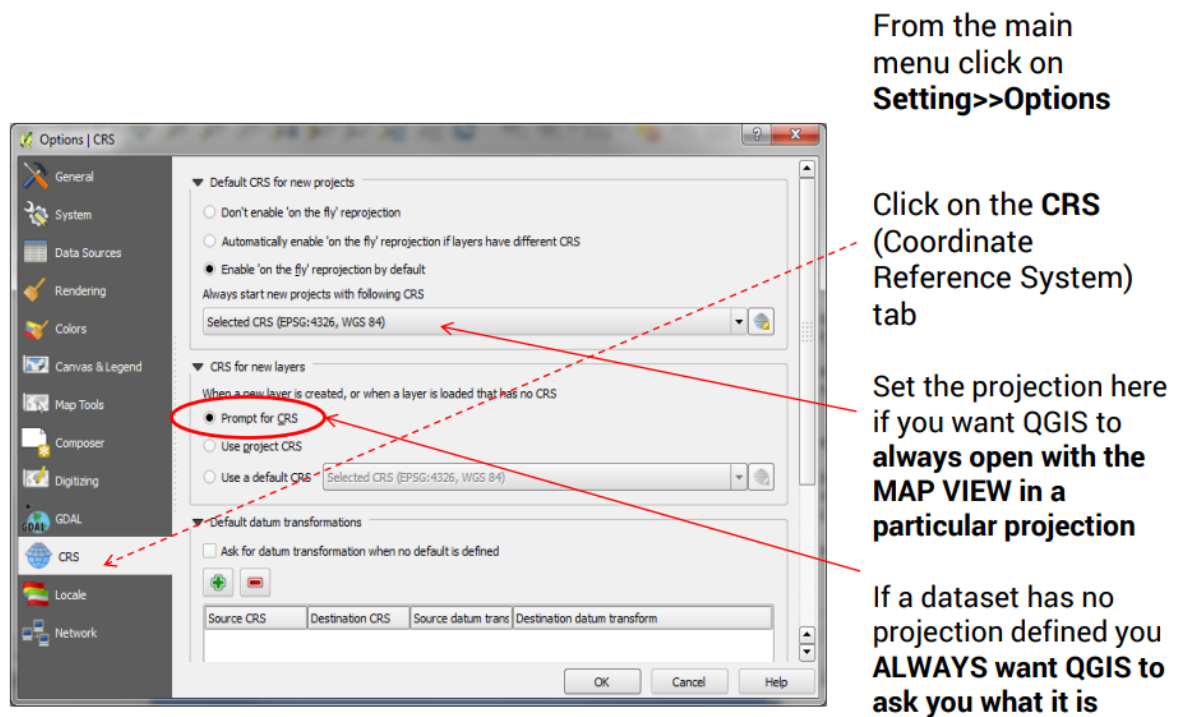 From the main
menu click on
Setting>>Options
Options | CRS
General
System
Data Sources
Rendering
Colors
Canvas & Legend
Map Tools
Composer
Digitizing
GDAL
GDAL
CRS
Locale
Network
Default CRS for new projects
Don't enable 'on the fly' reprojection
Automatically enable 'on the fly' reprojection if layers have different CRS
Enable 'on the fly' reprojection by default
Always start new projects with following CRS
Selected CRS (EPSG:4326, WGS 84)
CRS for new layers
When a new layer is created, or when a layer is loaded that has no CRS
Prompt for CRS
Use project CRS
Use a default CRS
Selected CRS (EPSG:4326, WGS 84)
Default datum transformations
Ask for datum transformation when no default is defined
Source CRS
Destination CRS
Source datum trans
Destination datum transform
OK
Cancel
Help
Click on the CRS
(Coordinate
Reference System)
tab
Set the projection here
if you want QGIS to
always open with the
MAP VIEW in a
particular projection
If a dataset has no
projection defined you
ALWAYS want QGIS to
ask you what it is